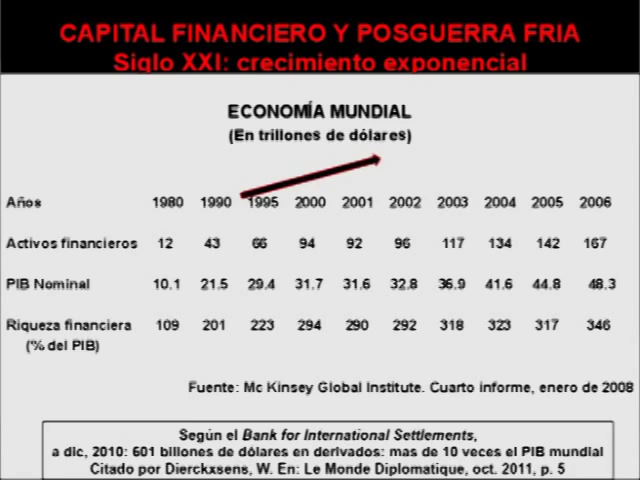 CAPITAL FINANCIERO Y POSGUERRA FRIA
Siglo XXI: crecimiento exponencial
ECONOMÍA MUNDIAL
(En trillones de dólares)
Años 1980 1990 1995 2000 2001 2002 2003 2004 2005 2006
Activos financieros 12 43 66 94 92 96 117 134 142 167
PIB Nominal 10.1 21.5 29.4 31.7 31.6 32.8 36.9 41.6 44.8 48.3
Riqueza financiera 109 201 223 294 290 292 318 323 317 346
(% del PIB)
Fuente: Mc Kinsey Global Institute. Cuarto informe, enero de 2008
Según el Bank for International Settlements,
a dic, 2010: 601 billones de dólares en derivados: mas de 10 veces el PIB mundial
Citado por Dierckxsens, W. En: Le Monde Diplomatique, oct. 2011, p. 5